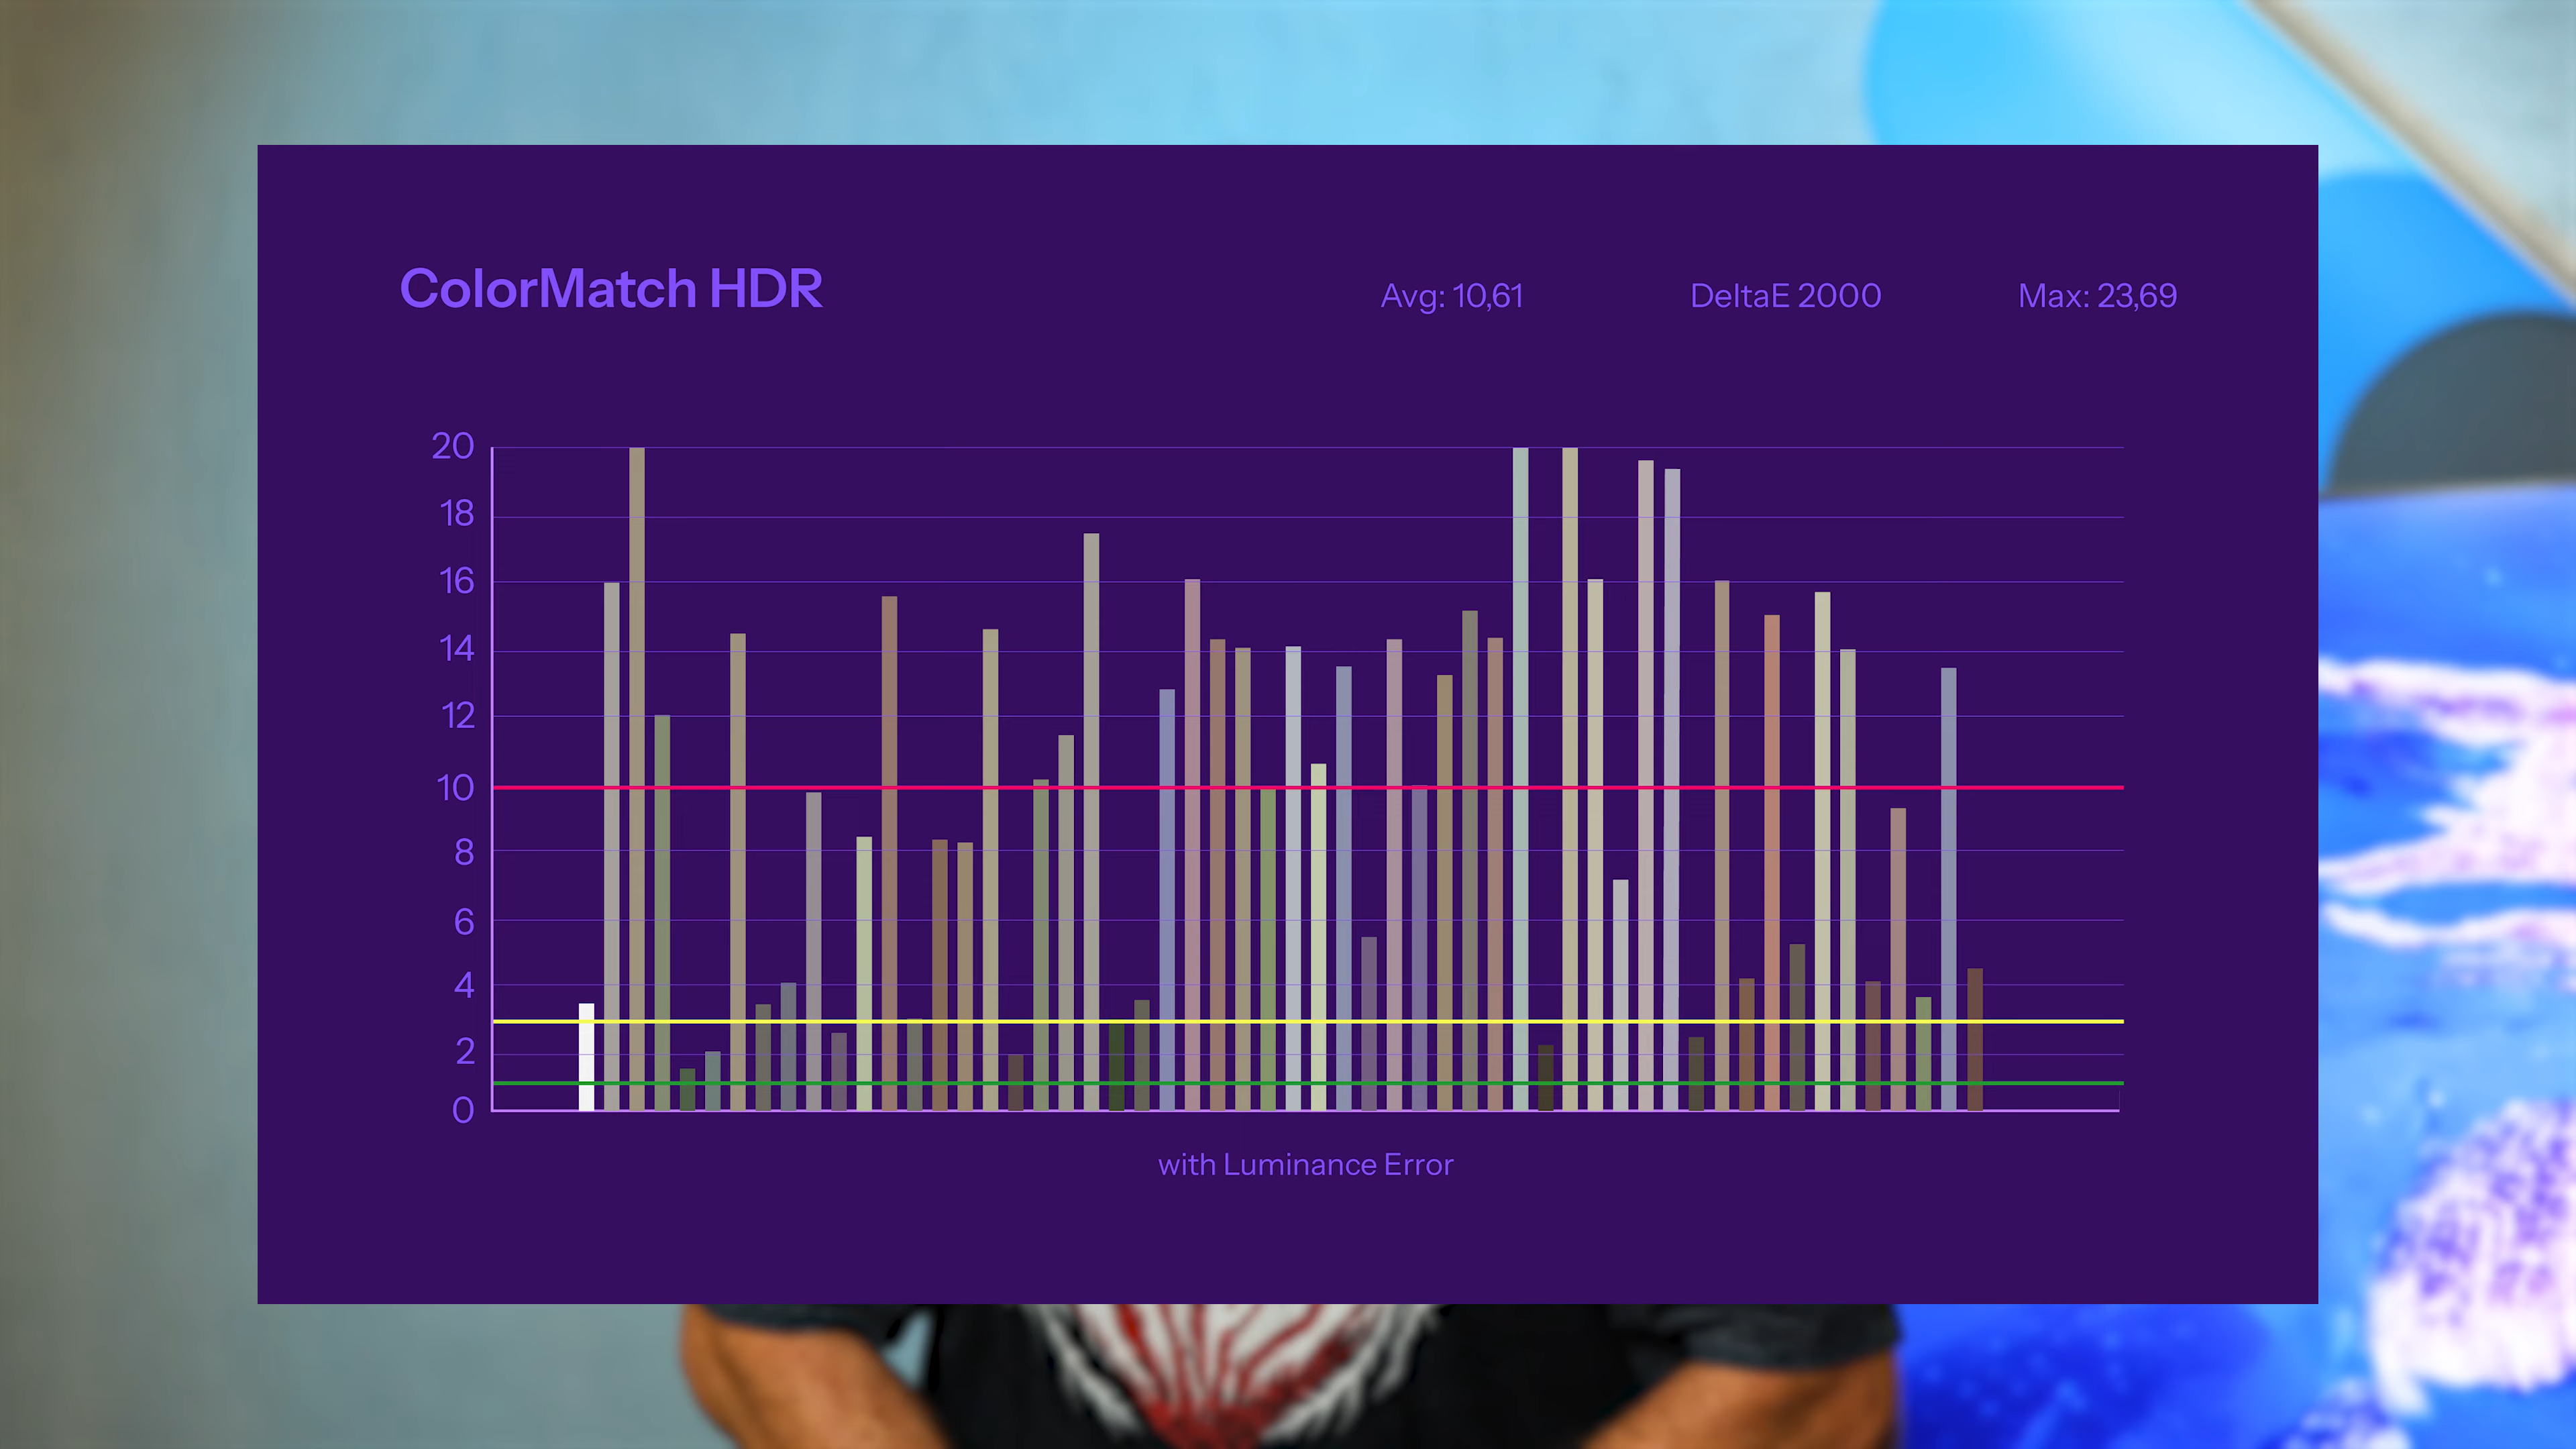 ColorMatch HDR
Avg: 10,61
DeltaE 2000
Max: 23,69
20
18
16
14
12
10
8
6
4
2
0
with Luminance Error